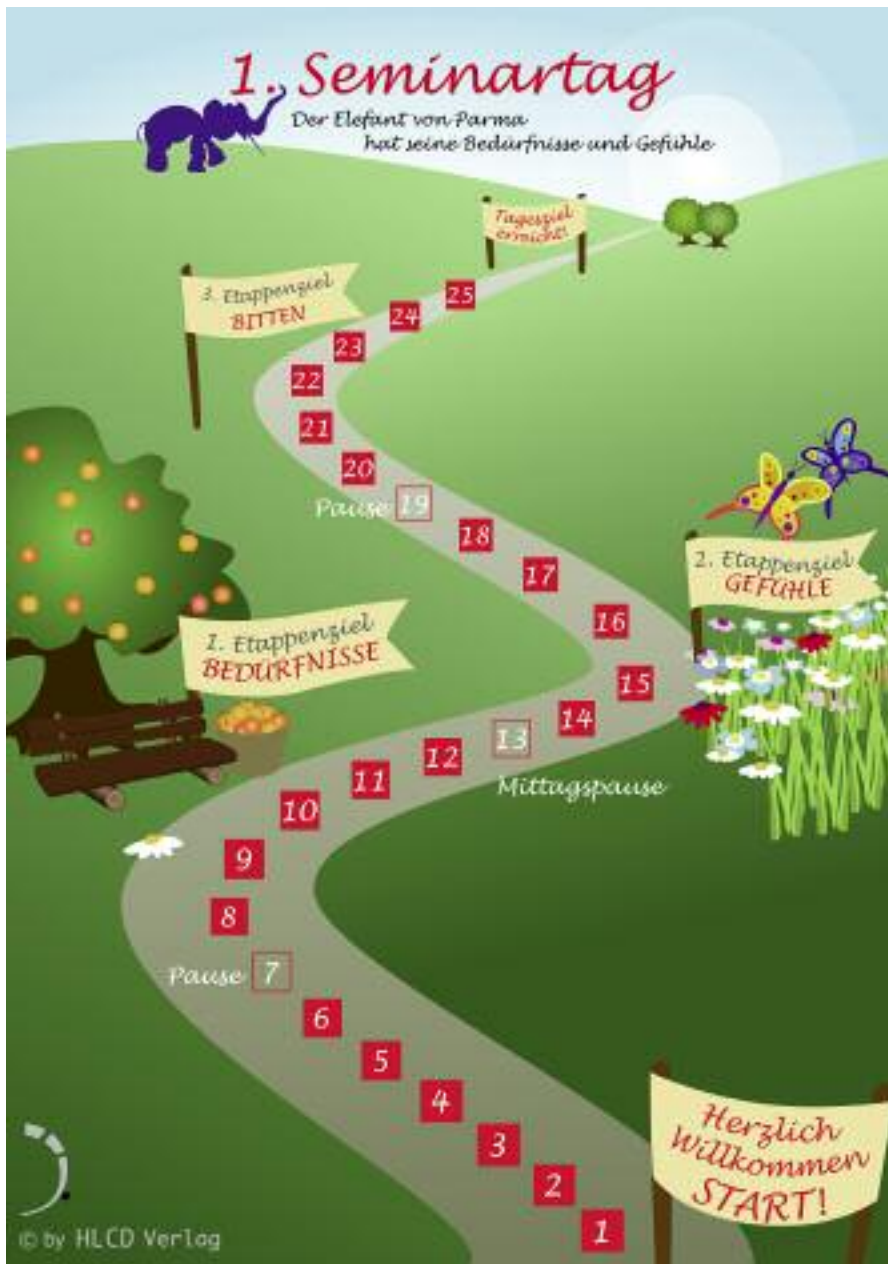 1. Seminartag
Der Elefant von Parma
hat seine Bedürfnisse und Gefühle
Tagesziel
erreicht!
3. Etappenziel
BITTEN
25
24
23
22
21
20
Pause 19
18
17
2. Etappenziel
GEFÜHLE
16
1. Etappenziel
BEDÜRFNISSE
15
14
13
Mittagspause
12
11
10
9
8
Pause 7
6
5
4
3
2
1
Herzlich
Willkommen
START!
© by HLCD Verlag